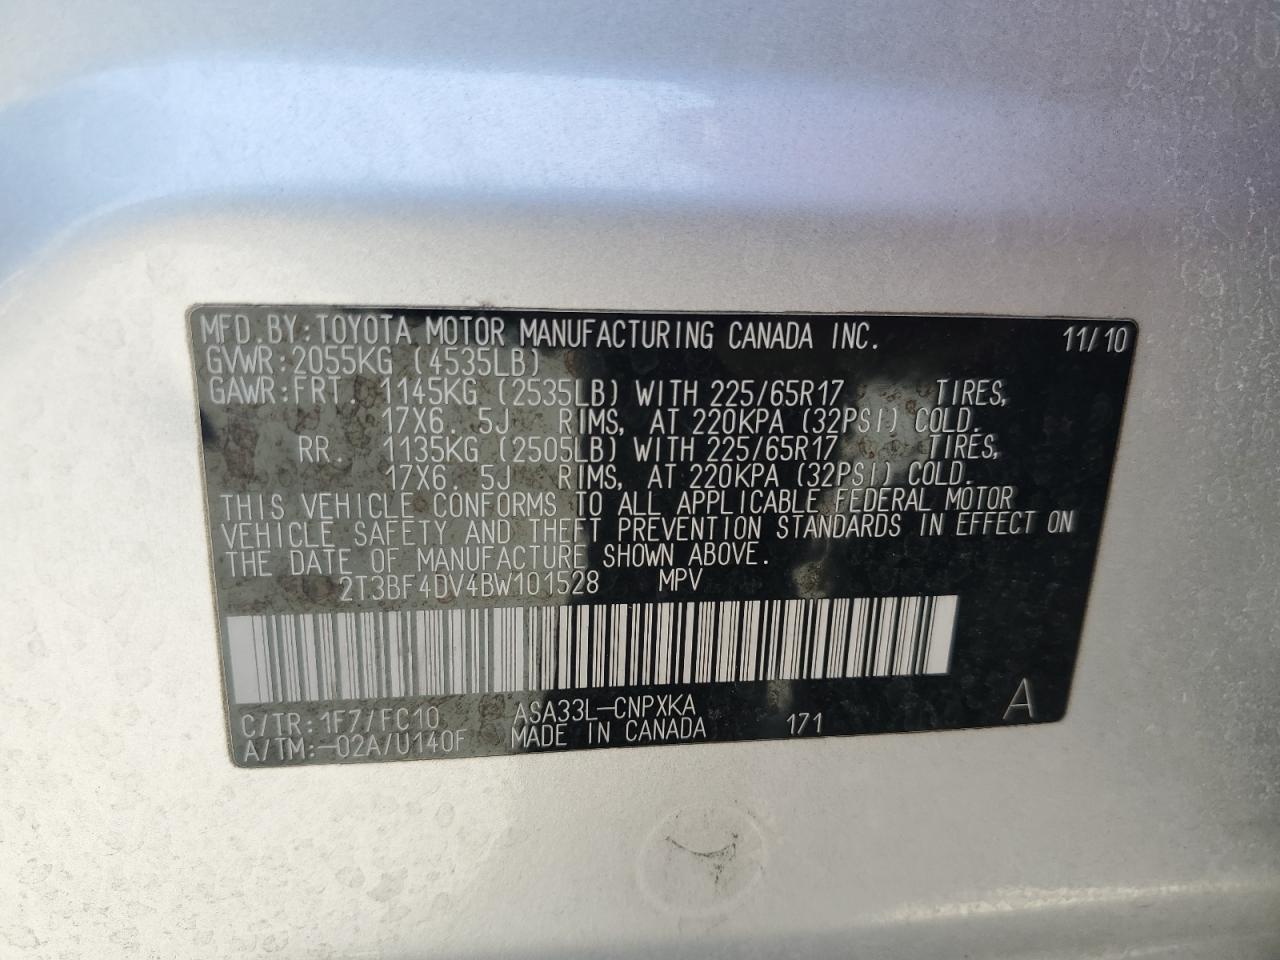 MFD.BY:TOYOTA MOTOR MANUFACTURING CANADA INC. 11/10
GVWR:2055KG (4535LB)
GAWR:FRT. 1145KG (2535LB) WITH 225/65R17 TIRES,
17X6. 5J RIMS, AT 220KPA (32PSI) COLD.
RR. 1135KG (2505LB) WITH 225/65R17 TIRES,
17X6. 5J RIMS, AT 220KPA (32PSI) COLD.
THIS VEHICLE CONFORMS TO ALL APPLICABLE FEDERAL MOTOR
VEHICLE SAFETY AND THEFT PREVENTION STANDARDS IN EFFECT ON
THE DATE OF MANUFACTURE SHOWN ABOVE.
2T3BF4DV4BW101528 MPV
C/TR:1F7/FC10 ASA33L-CNPXKA
A/TM:-02A/U140F MADE IN CANADA 171 A